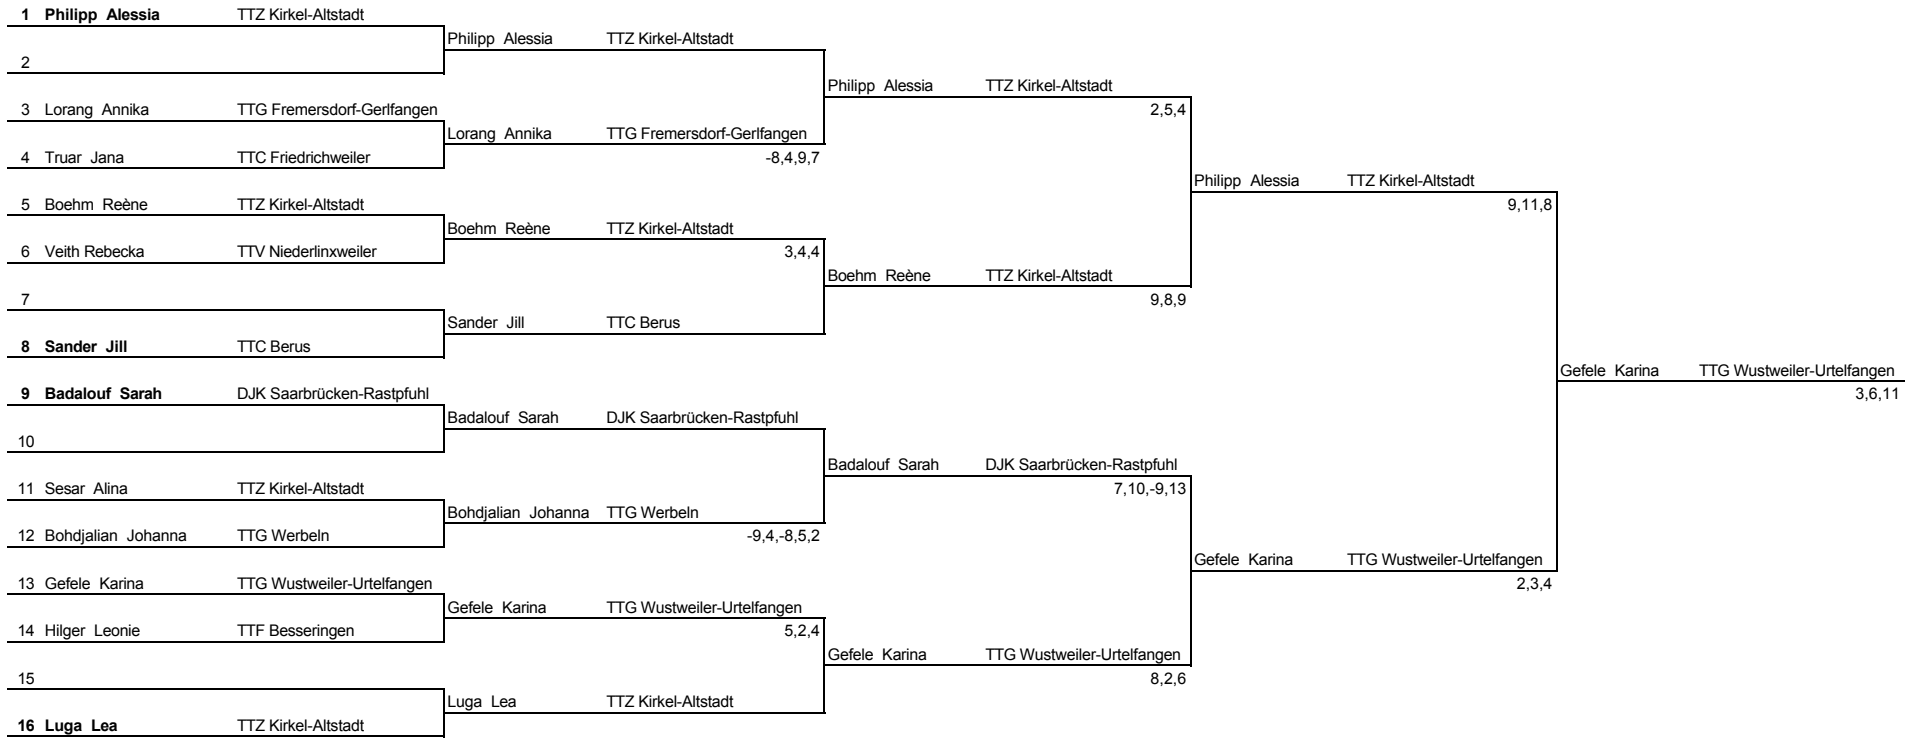 1 Philipp Alessia TTZ Kirkel-Altstadt
Philipp Alessia TTZ Kirkel-Altstadt
2
Philipp Alessia TTZ Kirkel-Altstadt
3 Lorang Annika TTG Fremersdorf-Gerlfangen
2,5,4
Lorang Annika TTG Fremersdorf-Gerlfangen
4 Truar Jana TTC Friedrichweiler
-8,4,9,7
Philipp Alessia TTZ Kirkel-Altstadt
5 Boehm Reène TTZ Kirkel-Altstadt
9,11,8
Boehm Reène TTZ Kirkel-Altstadt
6 Veith Rebecka TTV Niederlinxweiler
3,4,4
Boehm Reène TTZ Kirkel-Altstadt
7
9,8,9
Sander Jill TTC Berus
8 Sander Jill TTC Berus
Gefele Karina TTG Wustweiler-Urtelfangen
9 Badalouf Sarah DJK Saarbrücken-Rastpfuhl
3,6,11
Badalouf Sarah DJK Saarbrücken-Rastpfuhl
10
Badalouf Sarah DJK Saarbrücken-Rastpfuhl
11 Sesar Alina TTZ Kirkel-Altstadt
7,10,-9,13
Bohdjalian Johanna TTG Werbeln
12 Bohdjalian Johanna TTG Werbeln
-9,4,-8,5,2
Gefele Karina TTG Wustweiler-Urtelfangen
13 Gefele Karina TTG Wustweiler-Urtelfangen
2,3,4
Gefele Karina TTG Wustweiler-Urtelfangen
14 Hilger Leonie TTF Besseringen
5,2,4
Gefele Karina TTG Wustweiler-Urtelfangen
15
8,2,6
Luga Lea TTZ Kirkel-Altstadt
16 Luga Lea TTZ Kirkel-Altstadt